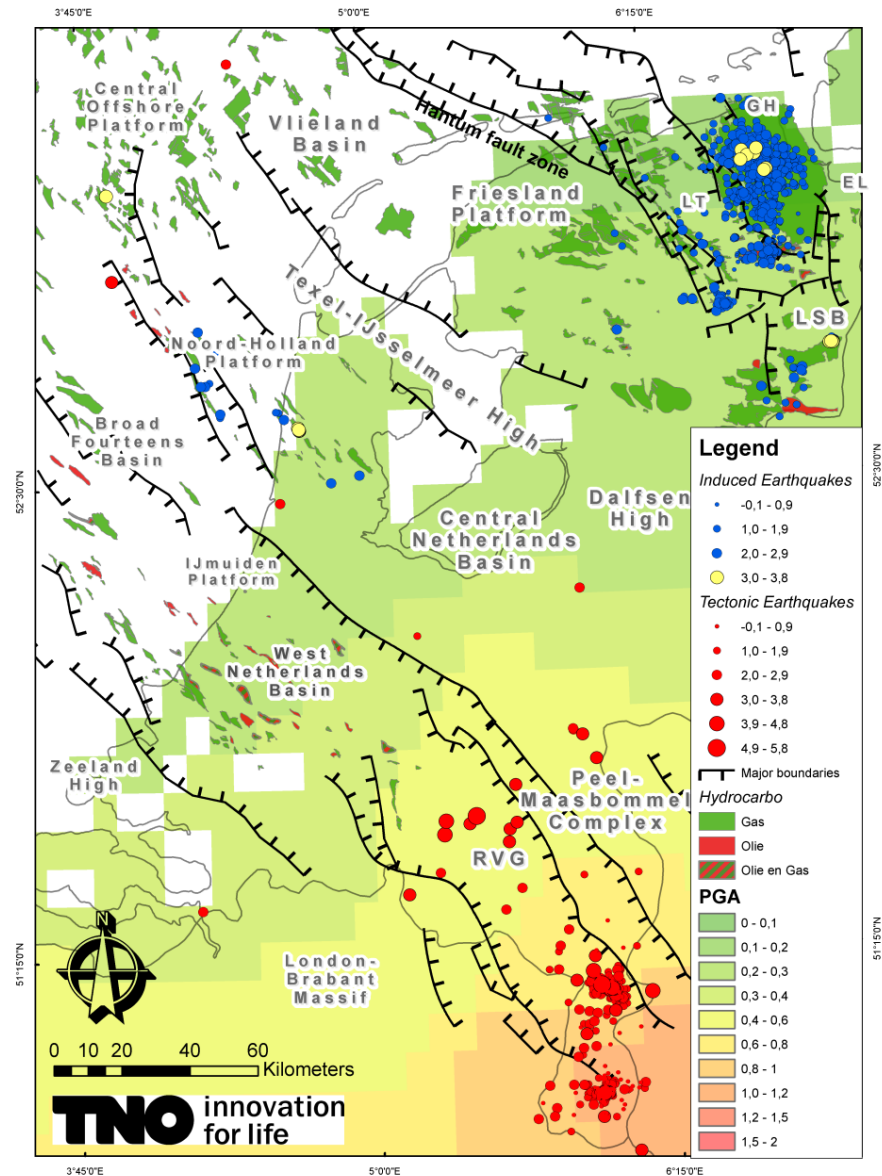 3°45'0"E
5°0'0"E
6°15'0"E
Central
Offshore
Platform
Vlieland
Basin
Hantum fault zone
GH
EL
LT
Friesland
Platform
Texel-IJsselmeer High
LSB
Noord-Holland
Platform
Broad
Fourteens
Basin
52°30'0"N
52°30'0"N
Dalfsen
High
Central
Netherlands
Basin
IJmuiden
Platform
West
Netherlands
Basin
Zeeland
High
Peel-
Maasbommel
Complex
RVG
51°15'0"N
51°15'0"N
London-
Brabant
Massif
N
0 5 10 20 40 60
Kilometers
TNO innovation
for life
3°45'0"E
5°0'0"E
6°15'0"E
Legend
Induced Earthquakes
-0,1 - 0,9
1,0 - 1,9
2,0 - 2,9
3,0 - 3,8
Tectonic Earthquakes
-0,1 - 0,9
1,0 - 1,9
2,0 - 2,9
3,0 - 3,8
3,9 - 4,8
4,9 - 5,8
Major boundaries
Hydrocarbo
Gas
Olie
Olie en Gas
PGA
0 - 0,1
0,1 - 0,2
0,2 - 0,3
0,3 - 0,4
0,4 - 0,6
0,6 - 0,8
0,8 - 1
1,0 - 1,2
1,2 - 1,5
1,5 - 2